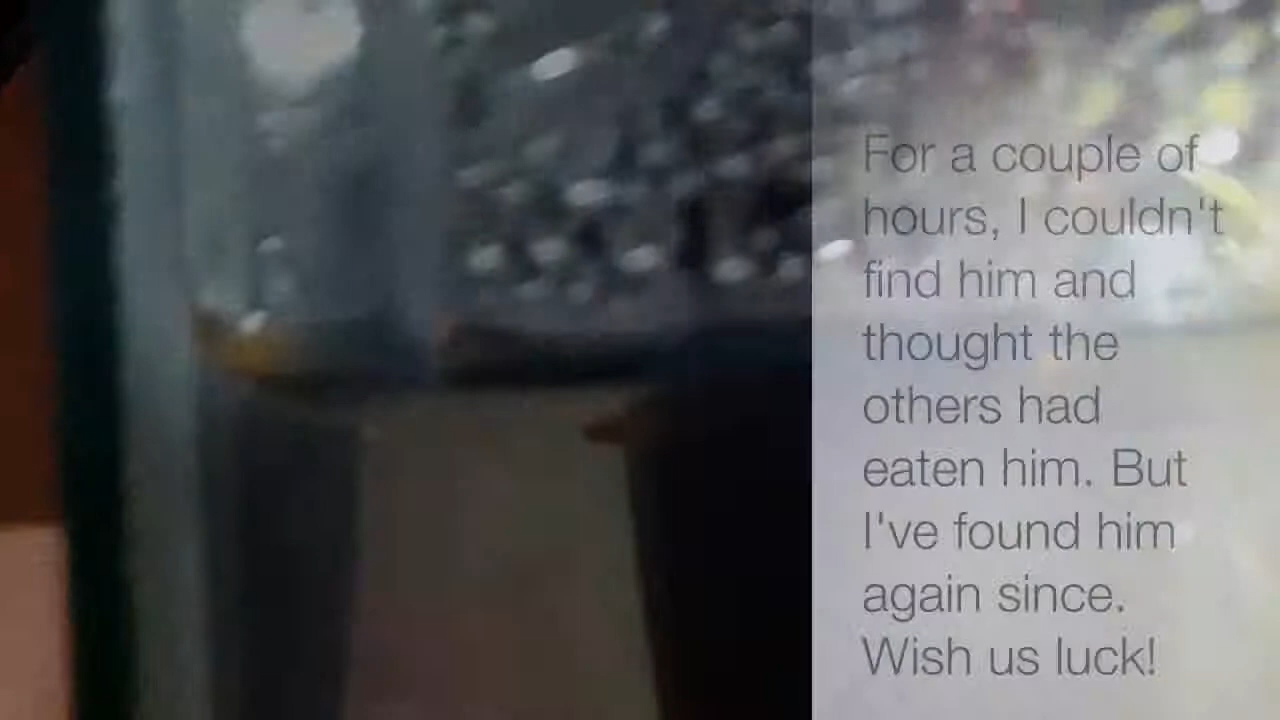 For a couple of
hours, I couldn't
find him and
thought the
others had
eaten him. But
I've found him
again since.
Wish us luck!